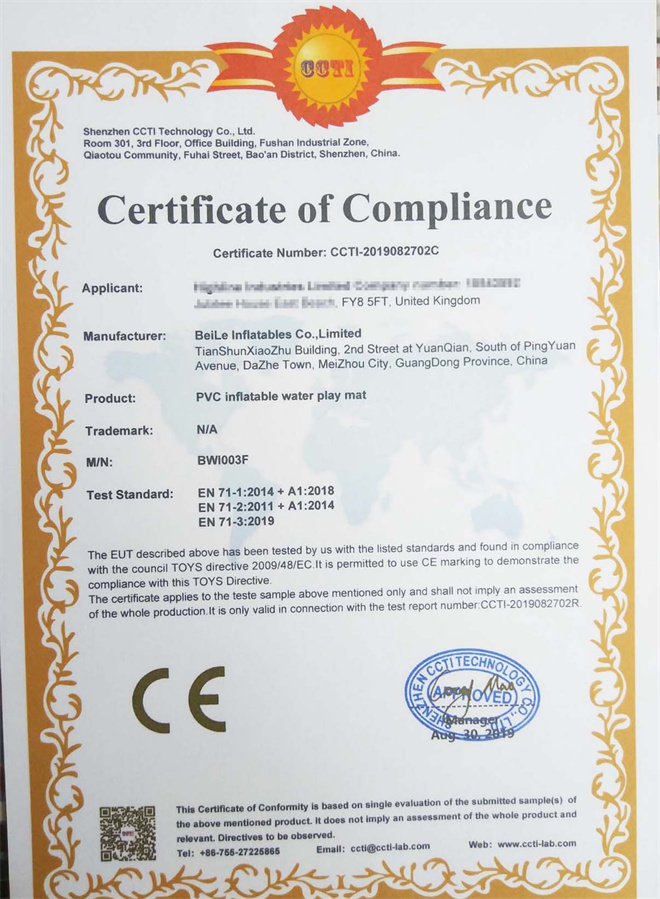 CCTI
Shenzhen CCTI Technology Co., Ltd.
Room 301, 3rd Floor, Office Building, Fushan Industrial Zone,
Qiaotou Community, Fuhai Street, Bao'an District, Shenzhen, China.
Certificate of Compliance
Certificate Number: CCTI-2019082702C
Applicant:
FY8 5FT, United Kingdom
Manufacturer: BeiLe Inflatables Co.,Limited
TianShunXiaoZhu Building, 2nd Street at YuanQian, South of PingYuan
Avenue, DaZhe Town, MeiZhou City, GuangDong Province, China
Product: PVC inflatable water play mat
Trademark: N/A
M/N: BWI003F
Test Standard: EN 71-1:2014 + A1:2018
EN 71-2:2011 + A1:2014
EN 71-3:2019
The EUT described above has been tested by us with the listed standards and found in compliance
with the council TOYS directive 2009/48/EC.It is permitted to use CE marking to demonstrate the
compliance with this TOYS Directive.
The certificate applies to the teste sample above mentioned only and shall not imply an assessment
of the whole production.It is only valid in connection with the test report number:CCTI-2019082702R.
CE
SHENZHEN CCTI TECHNOLOGY CO., LTD.
APPROVED
Manager
Aug. 30, 2019
This Certificate of Conformity is based on single evaluation of the submitted sample(s) of
the above mentioned product. It does not imply an assessment of the whole product and
relevant. Directives to be observed.
Tel: +86-755-27225865 Email: ccti@ccti-lab.com Web: www.ccti-lab.com